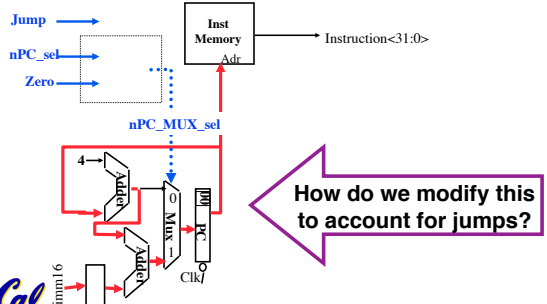 Jump
nPC_sel
Zero
Inst
Memory
Adr
Instruction<31:0>
nPC_MUX_sel
4
Adder
0
Mux
1
00
PC
Adder
Clk
imm16
How do we modify this
to account for jumps?
Cal